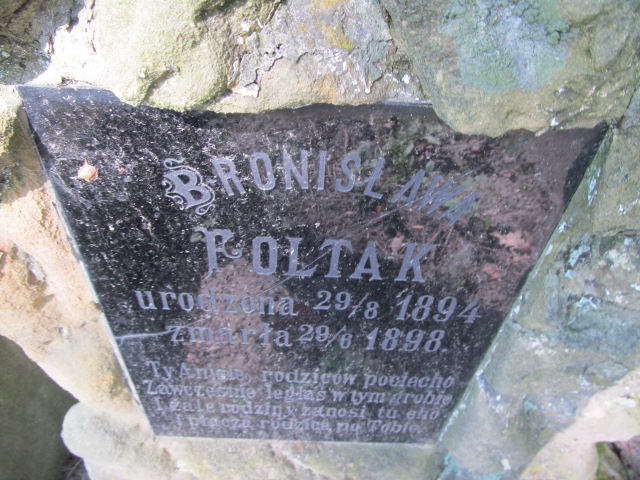 BRONISŁAWA
FOLTAK
urodzona 29/8 1894
zmarła 29/6 1898.
Ty Aniele, rodziców pociecho
Zawcześnie ległaś w tym grobie
I żale rodziny zanosi tu echo
I płaczą rodzice po Tobie.